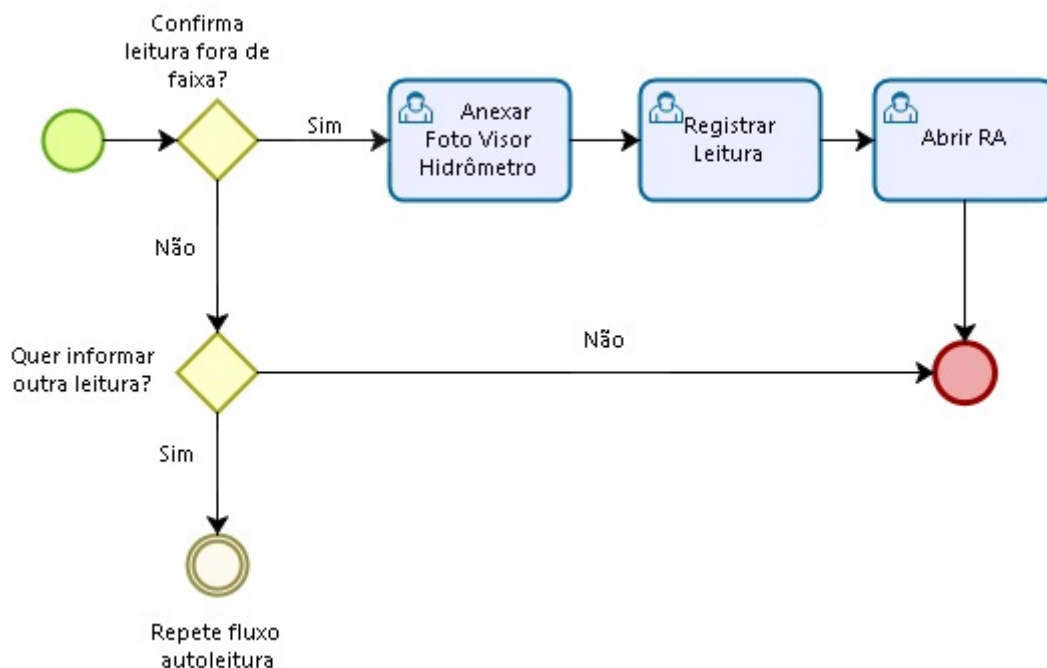 Confirma
leitura fora de
faixa?
Sim
Anexar
Foto Visor
Hidrômetro
Registrar
Leitura
Abrir RA
Não
Quer informar
outra leitura?
Não
Sim
Repete fluxo
autoleitura